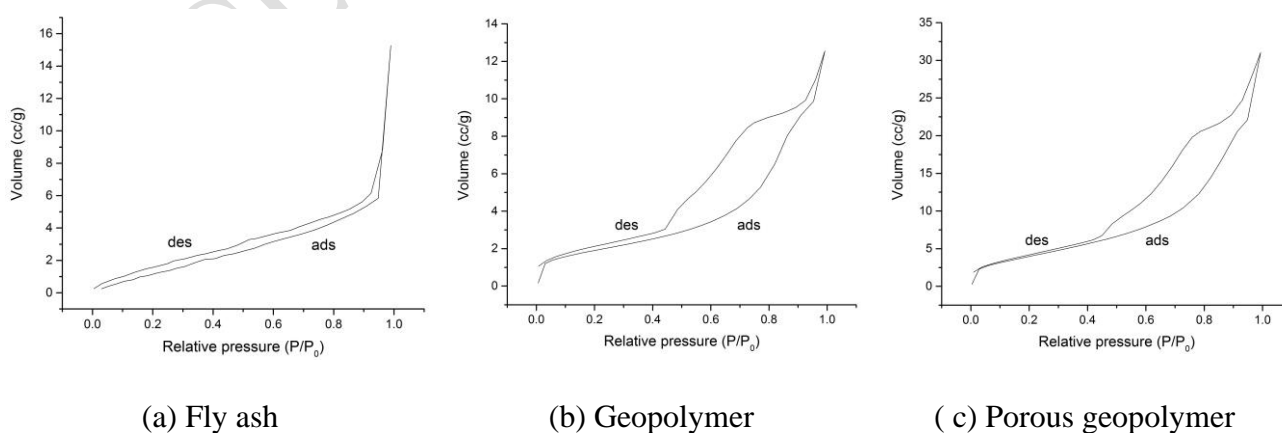 16
14
12
10
8
6
4
2
0
Volume (cc/g)
des
ads
0.0 0.2 0.4 0.6 0.8 1.0
Relative pressure (P/P0)
(a) Fly ash
14
12
10
8
6
4
2
0
Volume (cc/g)
des
ads
0.0 0.2 0.4 0.6 0.8 1.0
Relative pressure (P/P0)
(b) Geopolymer
35
30
25
20
15
10
5
0
Volume (cc/g)
des
ads
0.0 0.2 0.4 0.6 0.8 1.0
Relative pressure (P/P0)
( c) Porous geopolymer